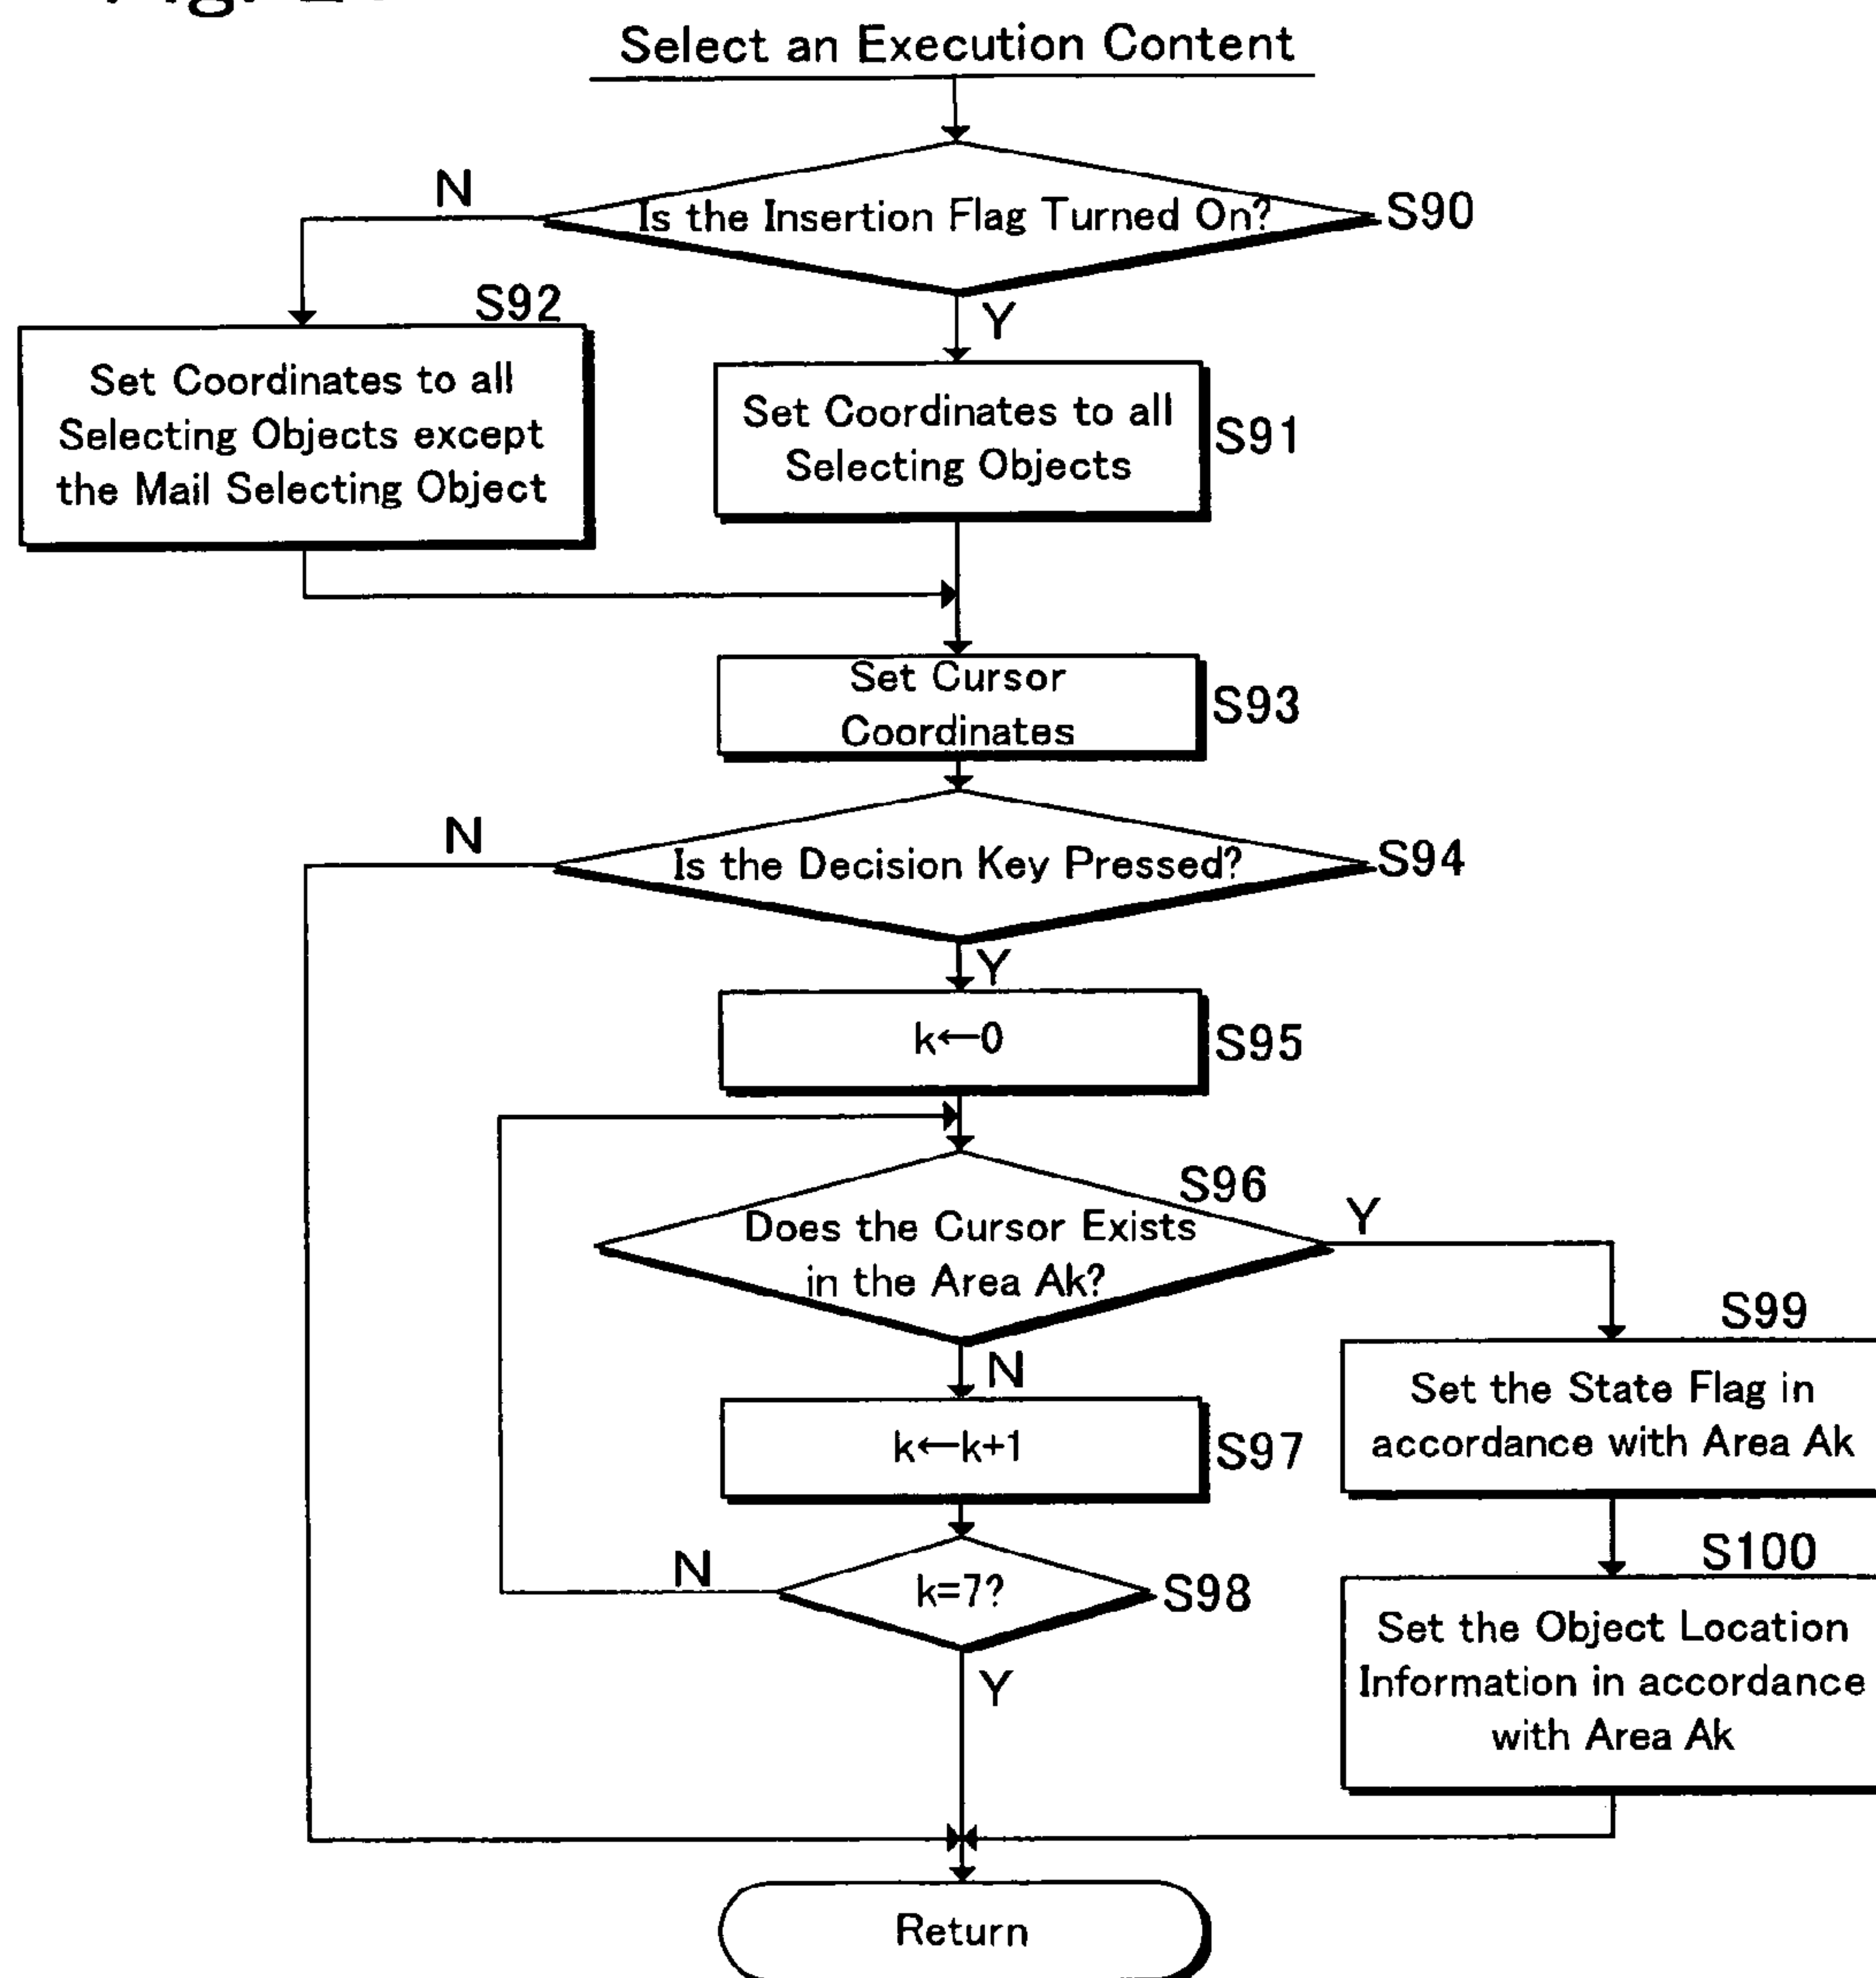 Select an Execution Content
N
Is the Insertion Flag Turned On?
S90
S92
Y
Set Coordinates to all
Selecting Objects except
the Mail Selecting Object
Set Coordinates to all
Selecting Objects
S91
Set Cursor
Coordinates
S93
N
Is the Decision Key Pressed?
S94
Y
k←0
S95
S96
Does the Cursor Exists
in the Area Ak?
Y
N
S99
Set the State Flag in
accordance with Area Ak
k←k+1
S97
N
k=7?
S98
S100
Set the Object Location
Information in accordance
with Area Ak
Y
Return